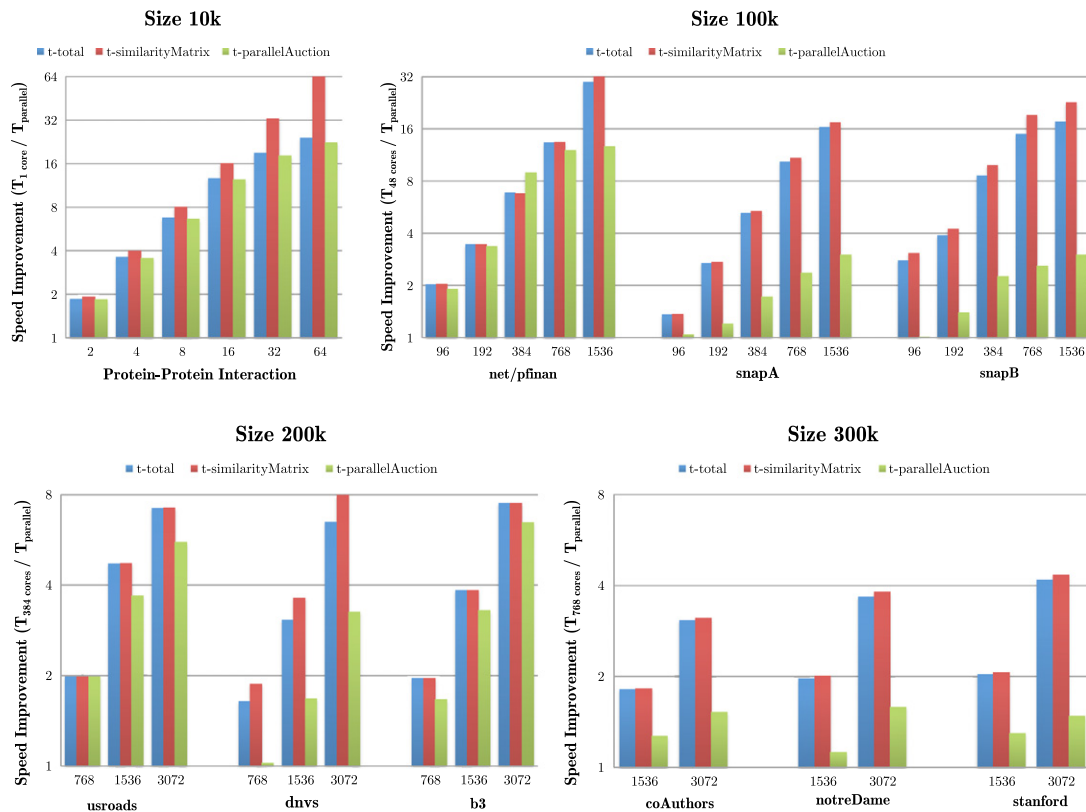 Size 10k
t-total t-similarityMatrix t-parallelAuction
Speed Improvement (T1 core / Tparallel)
64
32
16
8
4
2
1
2 4 8 16 32 64
Protein-Protein Interaction
Size 100k
t-total t-similarityMatrix t-parallelAuction
Speed Improvement (T48 cores / Tparallel)
32
16
8
4
2
1
96 192 384 768 1536 96 192 384 768 1536 96 192 384 768 1536
net/pfinan snapA snapB
Size 200k
t-total t-similarityMatrix t-parallelAuction
Speed Improvement (T384 cores / Tparallel)
8
4
2
1
768 1536 3072 768 1536 3072 768 1536 3072
usroads dnvs b3
Size 300k
t-total t-similarityMatrix t-parallelAuction
Speed Improvement (T768 cores / Tparallel)
8
4
2
1
1536 3072 1536 3072 1536 3072
coAuthors notreDame stanford